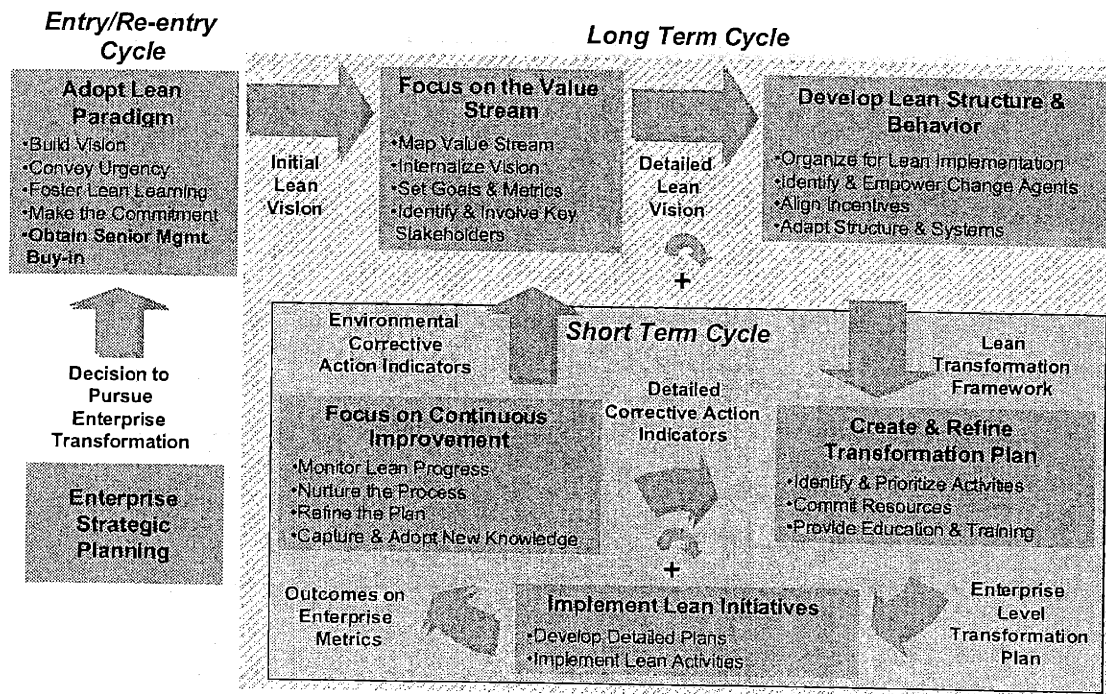 Entry/Re-entry
Cycle
Long Term Cycle
Adopt Lean
Paradigm
•Build Vision
•Convey Urgency
•Foster Lean Learning
•Make the Commitment
•Obtain Senior Mgmt.
Buy-in
Initial
Lean
Vision
Focus on the Value
Stream
•Map Value Stream
•Internalize Vision
•Set Goals & Metrics
•Identify & Involve Key
Stakeholders
Detailed
Lean
Vision
+
Develop Lean Structure &
Behavior
•Organize for Lean Implementation
•Identify & Empower Change Agents
•Align Incentives
•Adapt Structure & Systems
Decision to
Pursue
Enterprise
Transformation
Enterprise
Strategic
Planning
Short Term Cycle
Environmental
Corrective
Action Indicators
Lean
Transformation
Framework
Detailed
Corrective Action
Indicators
Focus on Continuous
Improvement
•Monitor Lean Progress
•Nurture the Process
•Refine the Plan
•Capture & Adopt New Knowledge
Create & Refine
Transformation Plan
•Identify & Prioritize Activities
•Commit Resources
•Provide Education & Training
+
Outcomes on
Enterprise
Metrics
Implement Lean Initiatives
•Develop Detailed Plans
•Implement Lean Activities
Enterprise
Level
Transformation
Plan